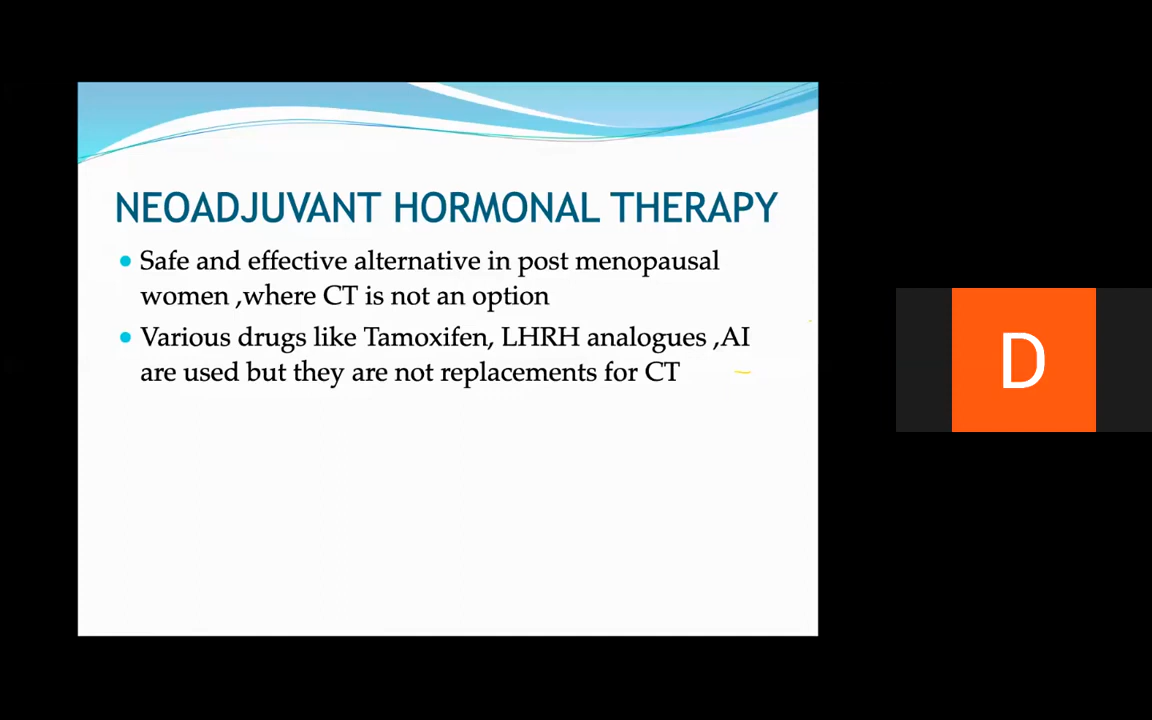 NEOADJUVANT HORMONAL THERAPY
Safe and effective alternative in post menopausal
women ,where CT is not an option
Various drugs like Tamoxifen, LHRH analogues ,AI
are used but they are not replacements for CT
D